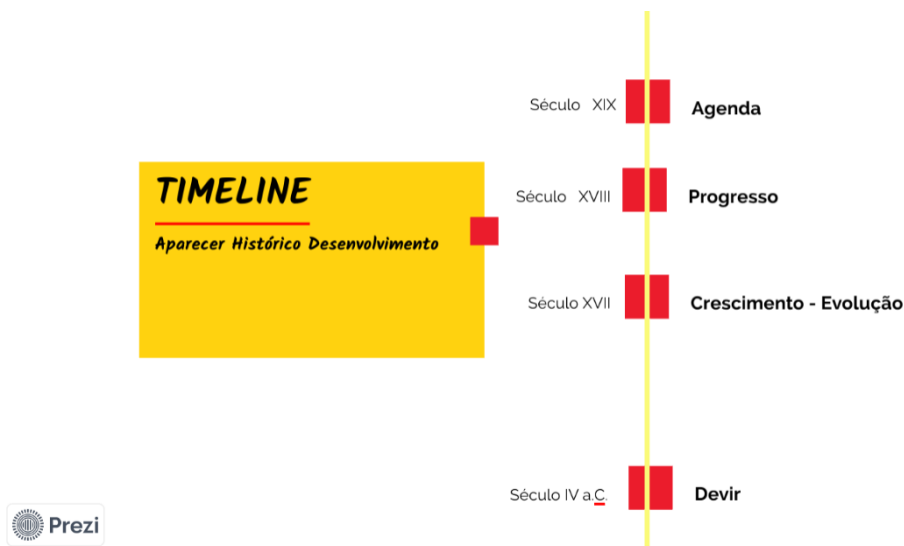 TIMELINE
Aparecer Histórico Desenvolvimento
Século XIX Agenda
Século XVIII Progresso
Século XVII Crescimento - Evolução
Século IV a.C. Devir
Prezi